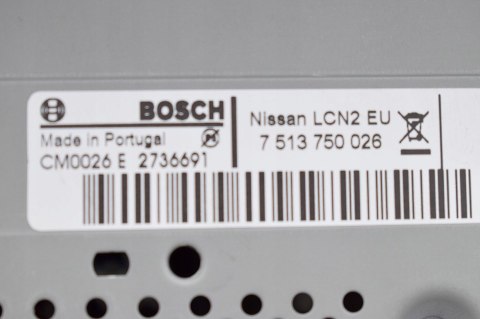 BOSCH
Made in Portugal
CM0026 E 2736691
Nissan LCN2 EU
7 513 750 026